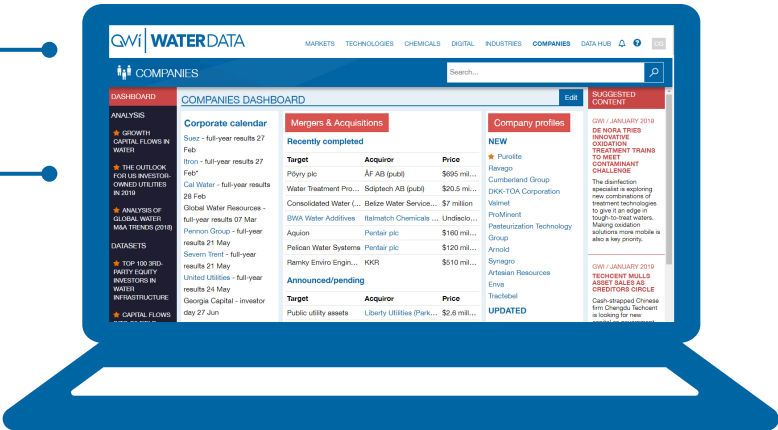 GWi WATERDATA
MARKETS TECHNOLOGIES CHEMICALS DIGITAL INDUSTRIES COMPANIES DATA HUB CG
COMPANIES
Search...
DASHBOARD
ANALYSIS
GROWTH
CAPITAL FLOWS IN
WATER
THE OUTLOOK
FOR US INVESTOR-
OWNED UTILITIES
IN 2019
ANALYSIS OF
GLOBAL WATER
M&A TRENDS (2018)
DATASETS
TOP 100 3RD-
PARTY EQUITY
INVESTORS IN
WATER
INFRASTRUCTURE
CAPITAL FLOWS
COMPANIES DASHBOARD
Edit
Corporate calendar
Suez - full-year results 27
Feb
Itron - full-year results 27
Feb"
Cal Water - full-year results
28 Feb
Global Water Resources -
full-year results 07 Mar
Pennon Group - full-year
results 21 May
Severn Trent - full-year
results 21 May
United Utilities - full-year
results 24 May
Georgia Capital - investor
day 27 Jun
Mergers & Acquisitions
Recently completed
Target Acquiror Price
Pöyry plc ÅF AB (publ) $695 mil...
Water Treatment Pro... Sdiptech AB (publ) $20.5 mi...
Consolidated Water (... Belize Water Service... $7 million
BWA Water Additives Italmatch Chemicals ... Undisclo...
Aquion Pentair plc $160 mil...
Pelican Water Systems Pentair plc $120 mil...
Ramky Enviro Engin... KKR $510 mil...
Announced/pending
Target Acquiror Price
Public utility assets Liberty Utilities (Park... $2.6 mill...
Company profiles
NEW
Purolite
Ravago
Cumberland Group
DKK-TOA Corporation
Valmet
ProMinent
Pasteurization Technology
Group
Arnold
Synagro
Artesian Resources
Enva
Tractebel
UPDATED
SUGGESTED
CONTENT
GWI / JANUARY 2019
DE NORA TRIES
INNOVATIVE
OXIDATION
TREATMENT TRAINS
TO MEET
CONTAMINANT
CHALLENGE
The disinfection
specialist is exploring
new combinations of
treatment technologies
to give it an edge in
tough-to-treat waters.
Making oxidation
solutions more mobile is
also a key priority.
GWI / JANUARY 2019
TECHCENT MULLS
ASSET SALES AS
CREDITORS CIRCLE
Cash-strapped Chinese
firm Chengdu Techcent
is looking for new